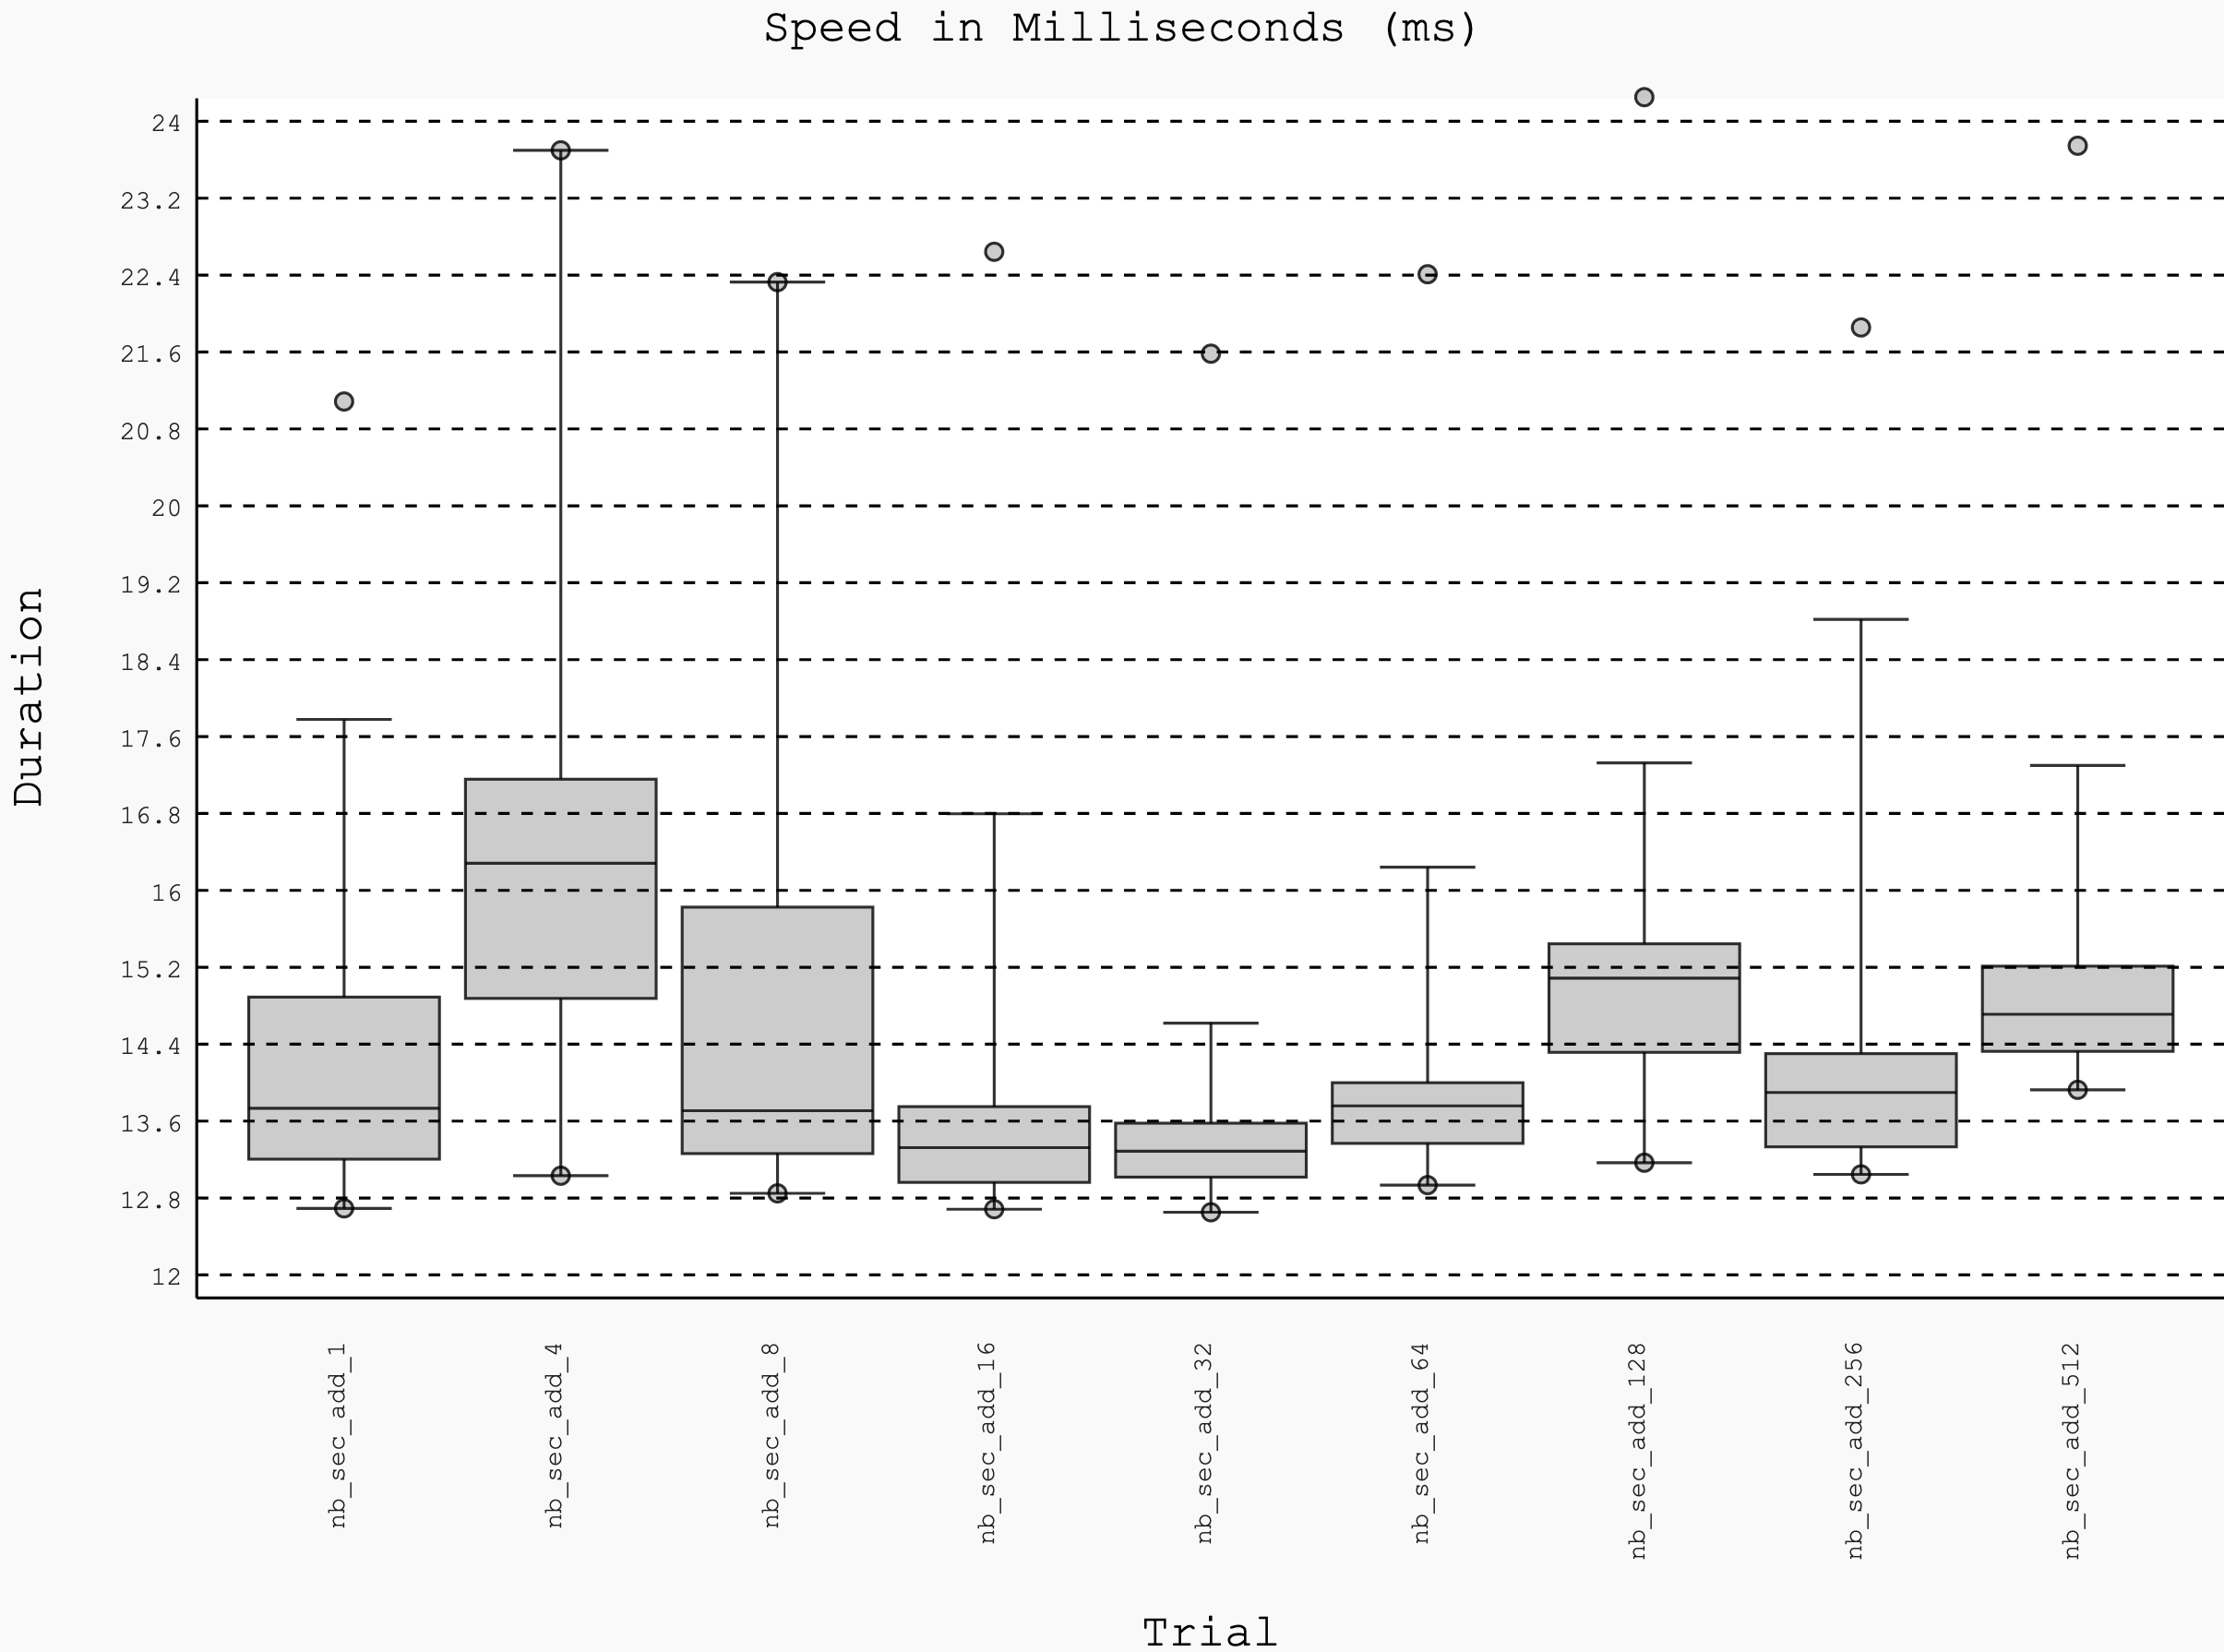 Speed in Milliseconds (ms)
24
23.2
22.4
21.6
20.8
20
19.2
18.4
17.6
16.8
16
15.2
14.4
13.6
12.8
12
Duration
nb_sec_add_1
nb_sec_add_4
nb_sec_add_8
nb_sec_add_16
nb_sec_add_32
nb_sec_add_64
nb_sec_add_128
nb_sec_add_256
nb_sec_add_512
Trial